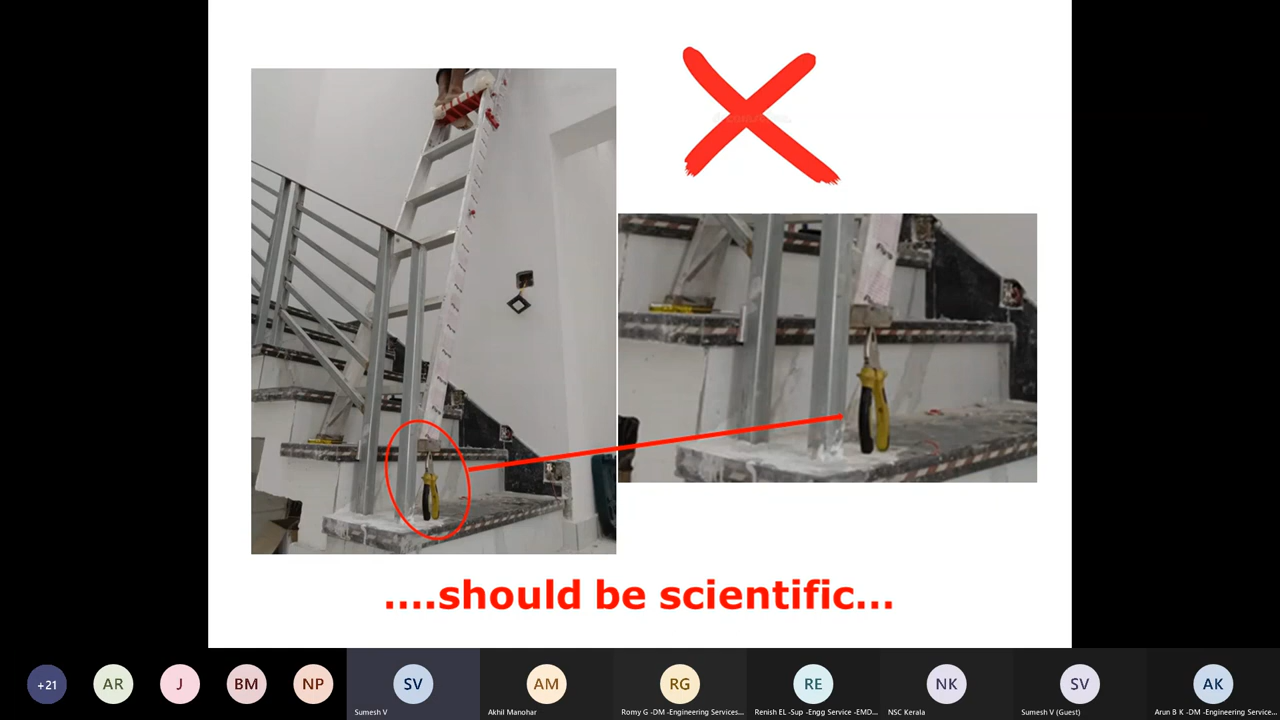 ....should be scientific...
+21
AR
J
BM
NP
SV
AM
RG
RE
NK
SV
AK
Sumesh V
Akhil Manohar
Romy G -DM -Engineering Services...
Renish EL -Sup -Engg Service -EMD...
NSC Kerala
Sumesh V (Guest)
Arun B K -DM -Engineering Service...